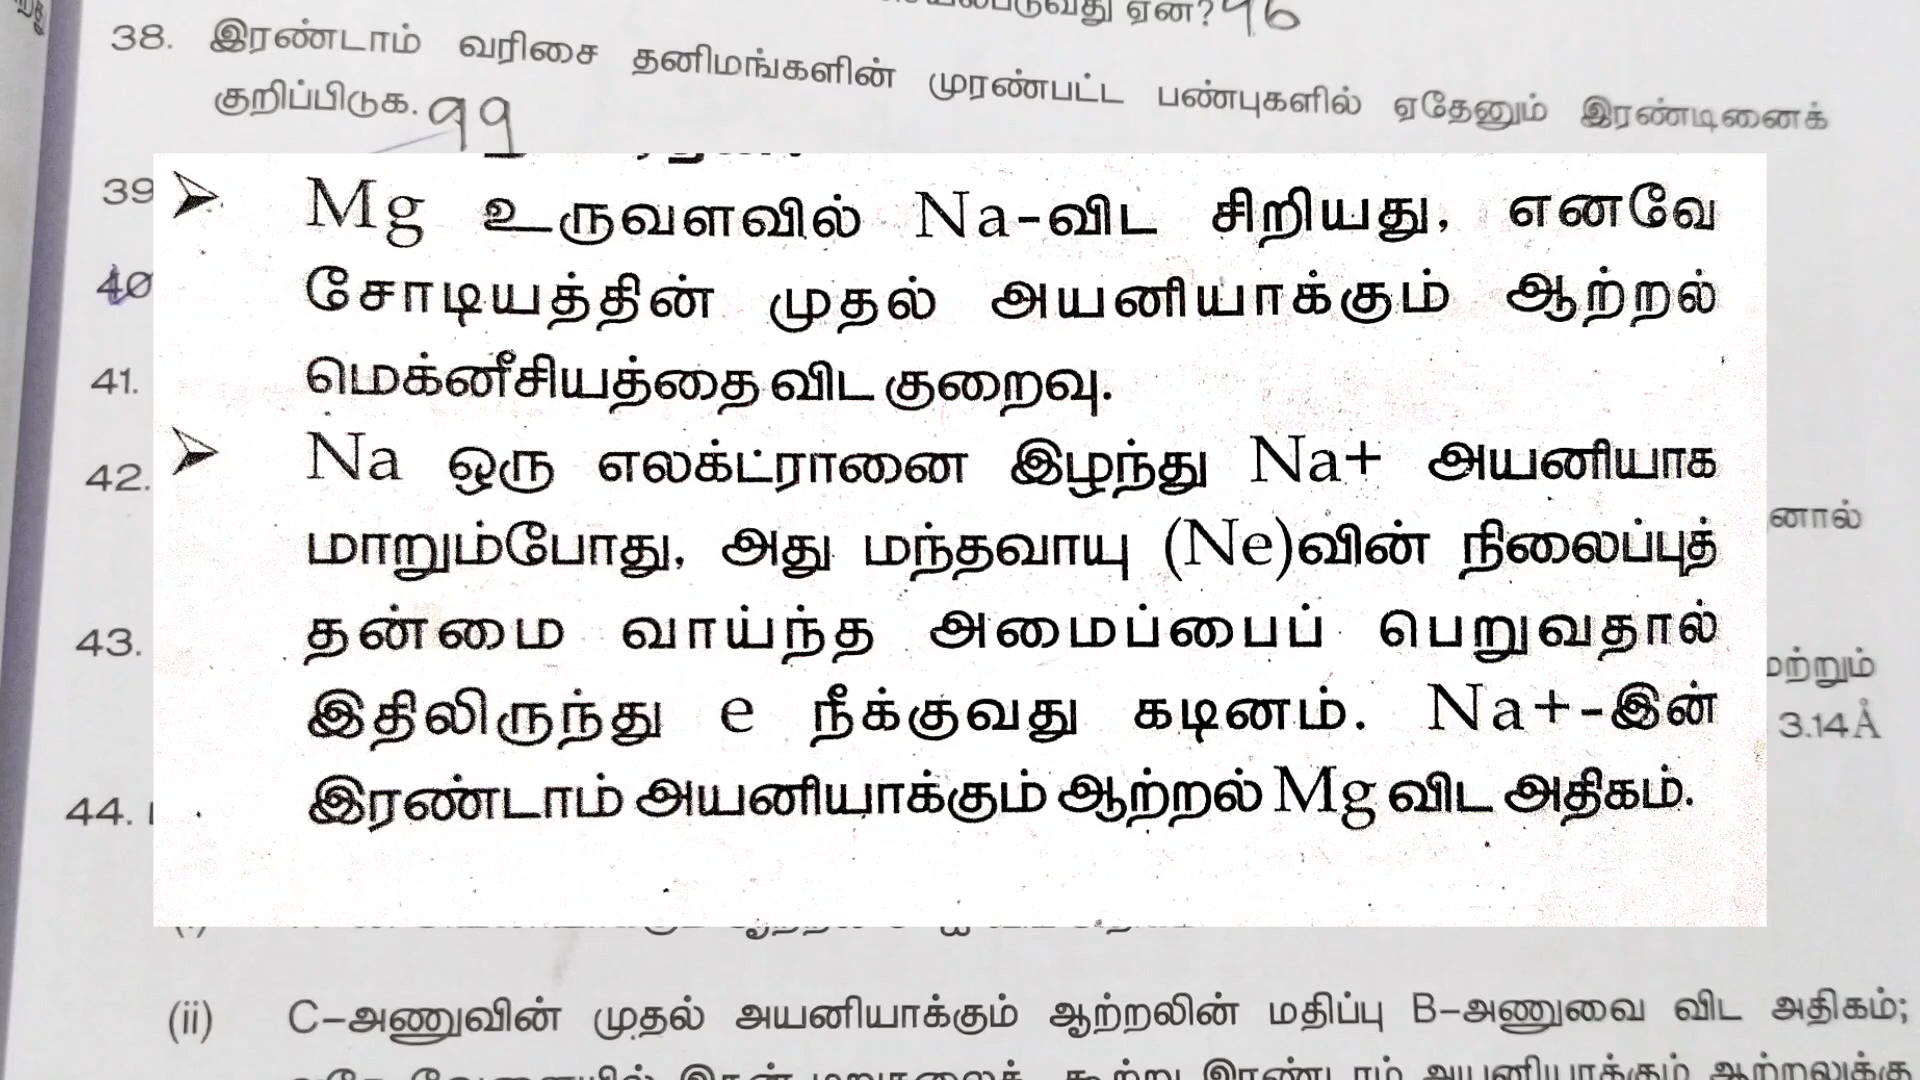 ஏன்? 96
38. இரண்டாம் வரிசை தனிமங்களின் முரண்பட்ட பண்புகளில் ஏதேனும் இரண்டினைக்
குறிப்பிடுக. 99
39
➢ Mg உருவளவில் Na-விட சிறியது, எனவே
40
சோடியத்தின் முதல் அயனியாக்கும் ஆற்றல்
41. மெக்னீசியத்தை விட குறைவு.
42. ➢ Na ஒரு எலக்ட்ரானை இழந்து Na+ அயனியாக
னால்
மாறும்போது, அது மந்தவாயு (Ne)வின் நிலைப்புத்
43. தன்மை வாய்ந்த அமைப்பைப் பெறுவதால்
மற்றும்
இதிலிருந்து e நீக்குவது கடினம். Na+-இன்
3.14Å
44. இரண்டாம் அயனியாக்கும் ஆற்றல் Mg விட அதிகம்.
(ii) C-அணுவின் முதல் அயனியாக்கும் ஆற்றலின் மதிப்பு B-அணுவை விட அதிகம்;